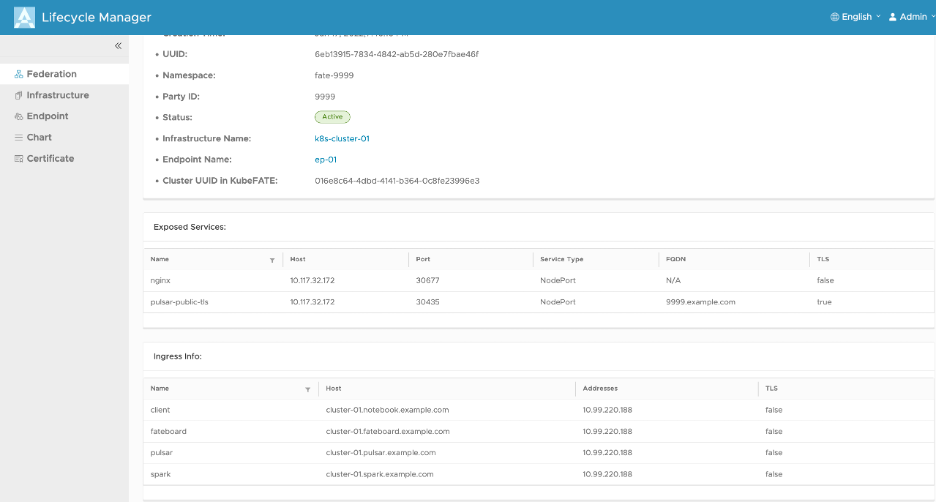 Lifecycle Manager
English
Admin
Federation
Infrastructure
Endpoint
Chart
Certificate
• UUID: 6eb13915-7834-4842-ab5d-280e7fbae46f
• Namespace: fate-9999
• Party ID: 9999
• Status: Active
• Infrastructure Name: k8s-cluster-01
• Endpoint Name: ep-01
• Cluster UUID in KubeFATE: 016e8c64-4dbd-4141-b364-0c8fe23996e3
Exposed Services:
Name Host Port Service Type FQDN TLS
nginx 10.117.32.172 30677 NodePort N/A false
pulsar-public-tls 10.117.32.172 30435 NodePort 9999.example.com true
Ingress Info:
Name Host Addresses TLS
client cluster-01.notebook.example.com 10.99.220.188 false
fateboard cluster-01.fateboard.example.com 10.99.220.188 false
pulsar cluster-01.pulsar.example.com 10.99.220.188 false
spark cluster-01.spark.example.com 10.99.220.188 false